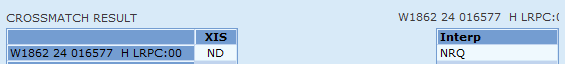 CROSSMATCH RESULT
W1862 24 016577 H LRPC:00
XIS
Interp
W1862 24 016577 H LRPC:00 ND
NRQ